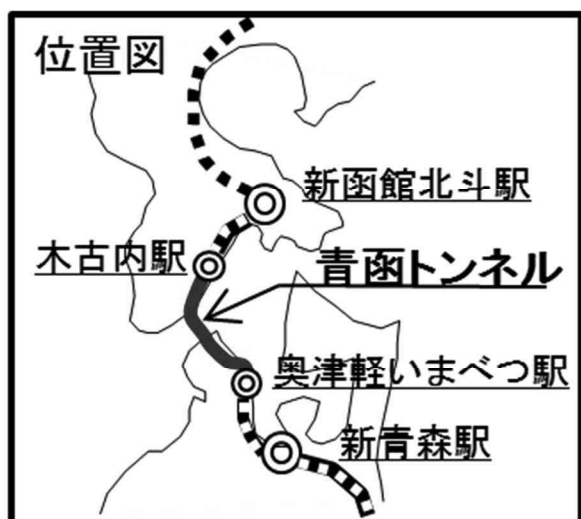 位置図
新函館北斗駅
木古内駅
青函トンネル
奥津軽いまべつ駅
新青森駅